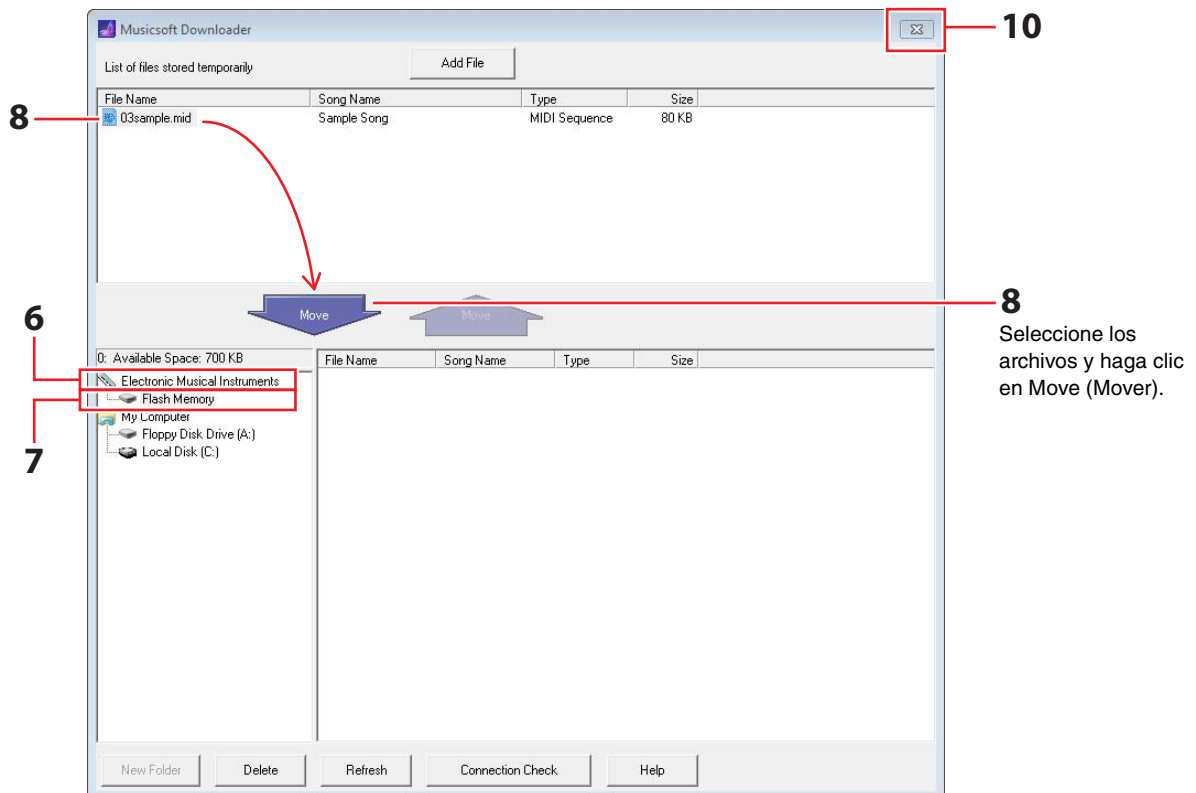 Musicsoft Downloader
10
List of files stored temporarily
Add File
File Name Song Name Type Size
8
03sample.mid Sample Song MIDI Sequence 80 KB
Move
Move
8
Seleccione los
archivos y haga clic
en Move (Mover).
6
0: Available Space: 700 KB
File Name Song Name Type Size
Electronic Musical Instruments
Flash Memory
7
My Computer
Floppy Disk Drive (A:)
Local Disk (C:)
New Folder Delete Refresh Connection Check Help